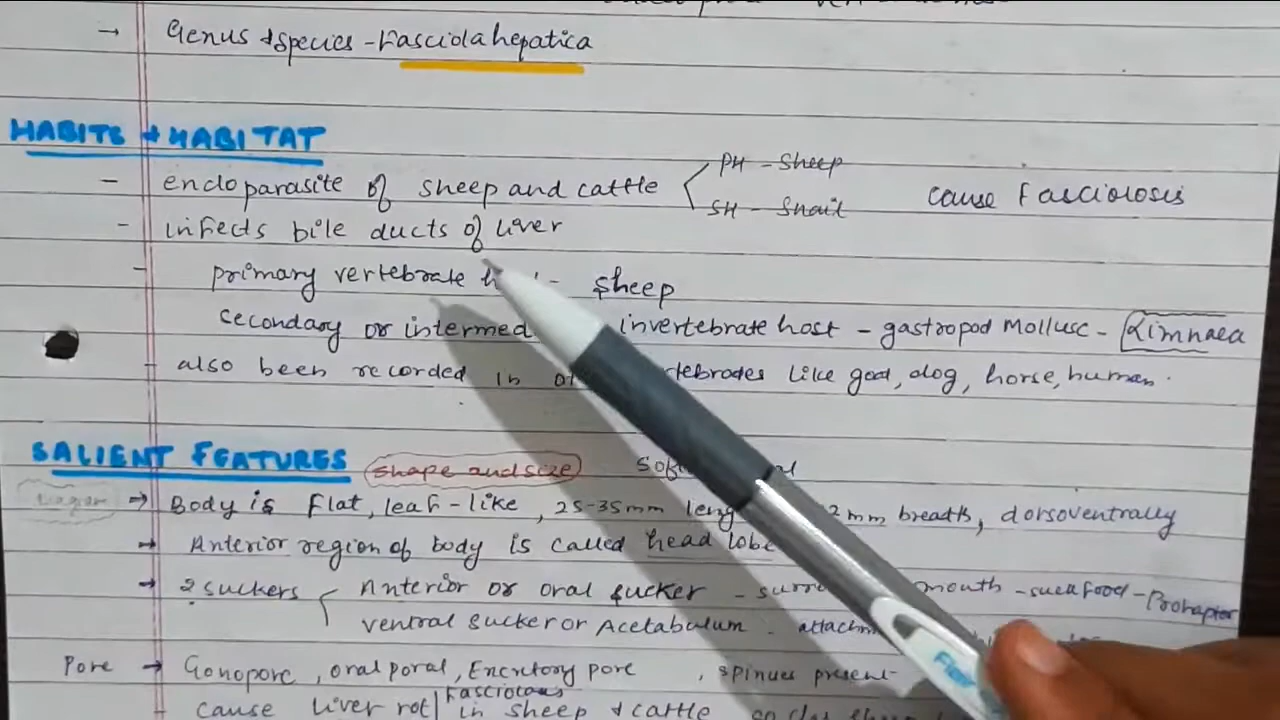 → Genus & species - Fasciola hepatica
HABITS & HABITAT
- endoparasite of sheep and cattle PH - Sheep cause Fasciolosis
SH - Snail
- infects bile ducts of liver
- primary vertebrate - sheep
secondary or intermed invertebrate host - gastropod Mollusc - Limnaea
- also been recorded in like goat, dog, horse, human.
SALIENT FEATURES shape and size
→ Body is flat, leaf-like, 25-35mm leng 2mm breadth, dorsoventrally
→ Anterior region of body is called head lobe
→ 2 suckers Anterior or oral sucker - mouth - suck food - Prohaptor
ventral sucker or Acetabulum.
Pore → Gonopore, oral poral, Excretory pore , spinues present-
cause liver rot in sheep & cattle